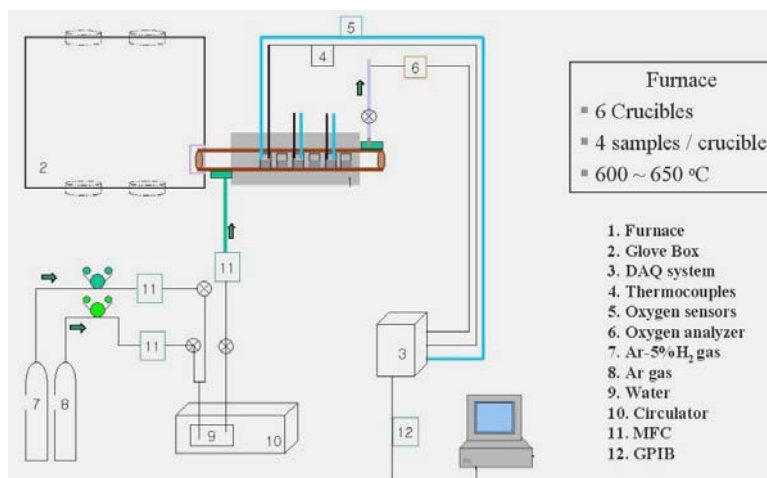 5
4
6
2
1
11
11
11
7
8
9
10
3
12
Furnace
▪ 6 Crucibles
▪ 4 samples / crucible
▪ 600 ~ 650 ºC
1. Furnace
2. Glove Box
3. DAQ system
4. Thermocouples
5. Oxygen sensors
6. Oxygen analyzer
7. Ar-5%H₂ gas
8. Ar gas
9. Water
10. Circulator
11. MFC
12. GPIB